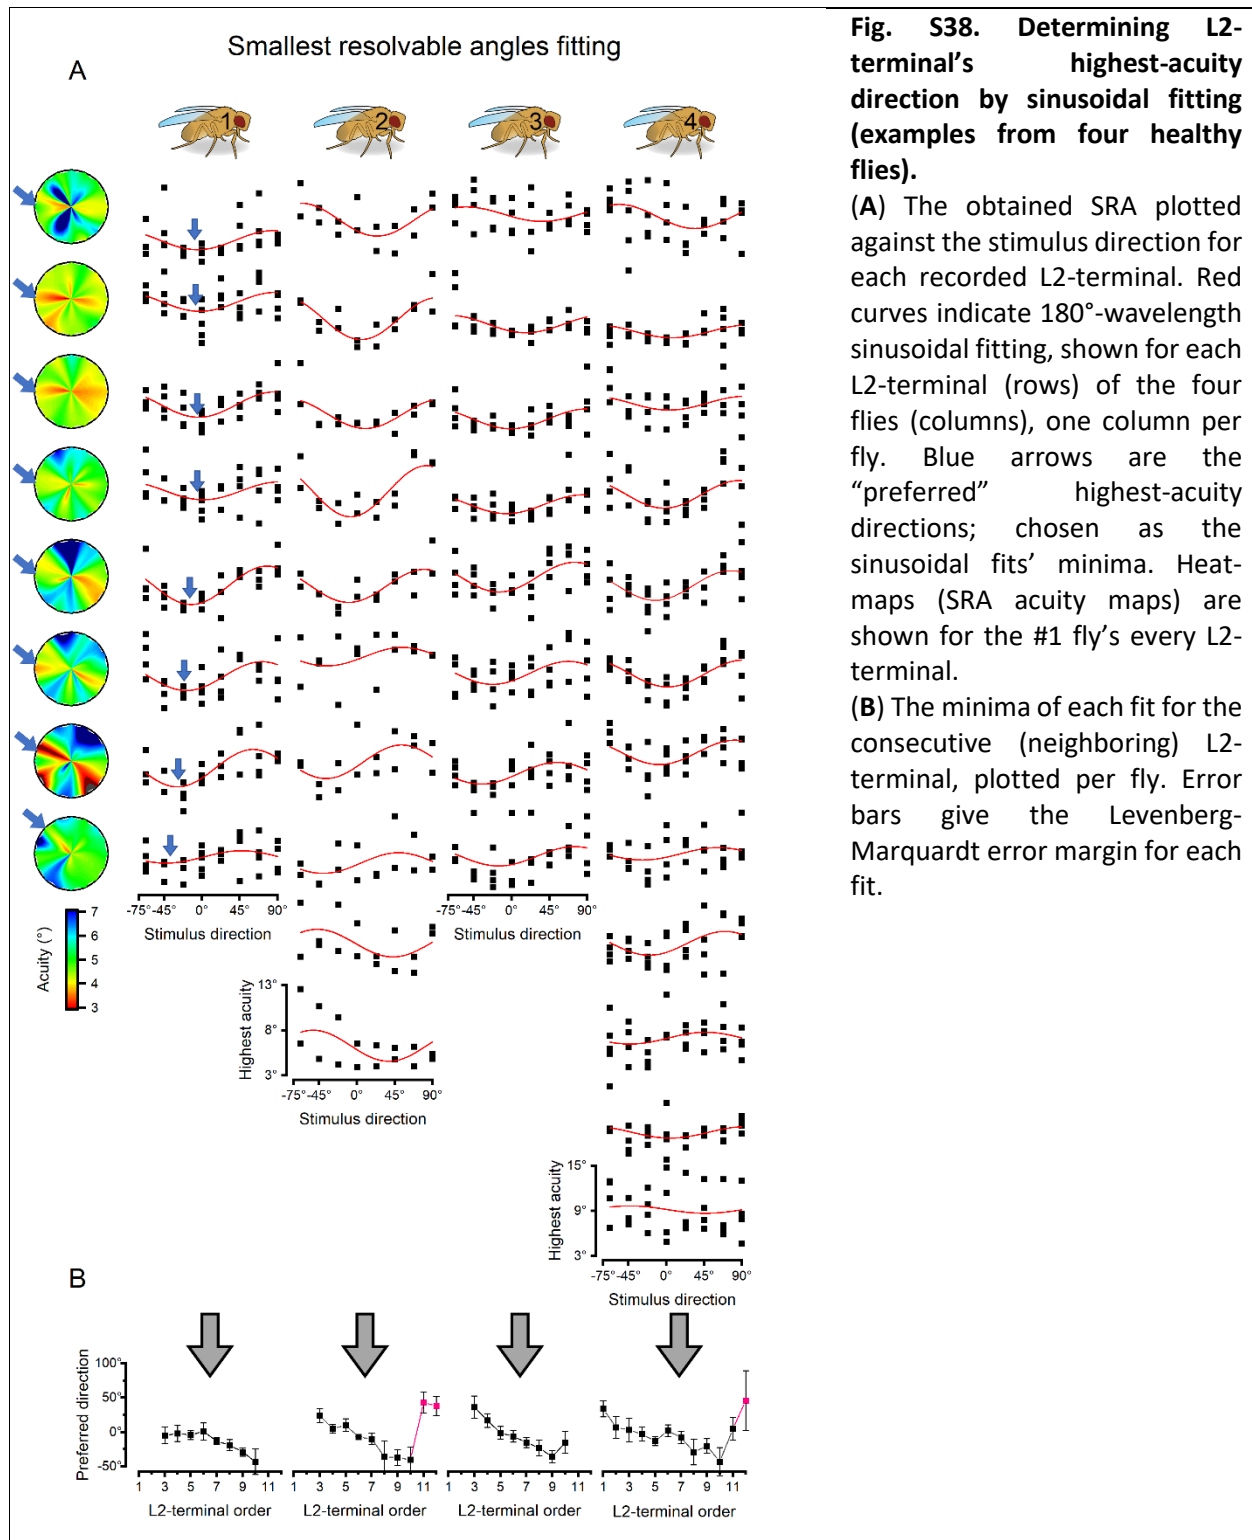 Smallest resolvable angles fitting
A
1
2
3
4
-75° -45° 0° 45° 90°
Stimulus direction
-75° -45° 0° 45° 90°
Stimulus direction
Acuity (°)
7
6
5
4
3
Highest acuity
13°
8°
3°
-75° -45° 0° 45° 90°
Stimulus direction
Highest acuity
15°
9°
3°
-75° -45° 0° 45° 90°
Stimulus direction
B
Preferred direction
100°
50°
0°
-50°
1 3 5 7 9 11
L2-terminal order
1 3 5 7 9 11
L2-terminal order
1 3 5 7 9 11
L2-terminal order
1 3 5 7 9 11
L2-terminal order
Fig. S38. Determining L2-
terminal's highest-acuity
direction by sinusoidal fitting
(examples from four healthy
flies).
(A) The obtained SRA plotted
against the stimulus direction for
each recorded L2-terminal. Red
curves indicate 180°-wavelength
sinusoidal fitting, shown for each
L2-terminal (rows) of the four
flies (columns), one column per
fly. Blue arrows are the
“preferred” highest-acuity
directions; chosen as the
sinusoidal fits' minima. Heat-
maps (SRA acuity maps) are
shown for the #1 fly's every L2-
terminal.
(B) The minima of each fit for the
consecutive (neighboring) L2-
terminal, plotted per fly. Error
bars give the Levenberg-
Marquardt error margin for each
fit.